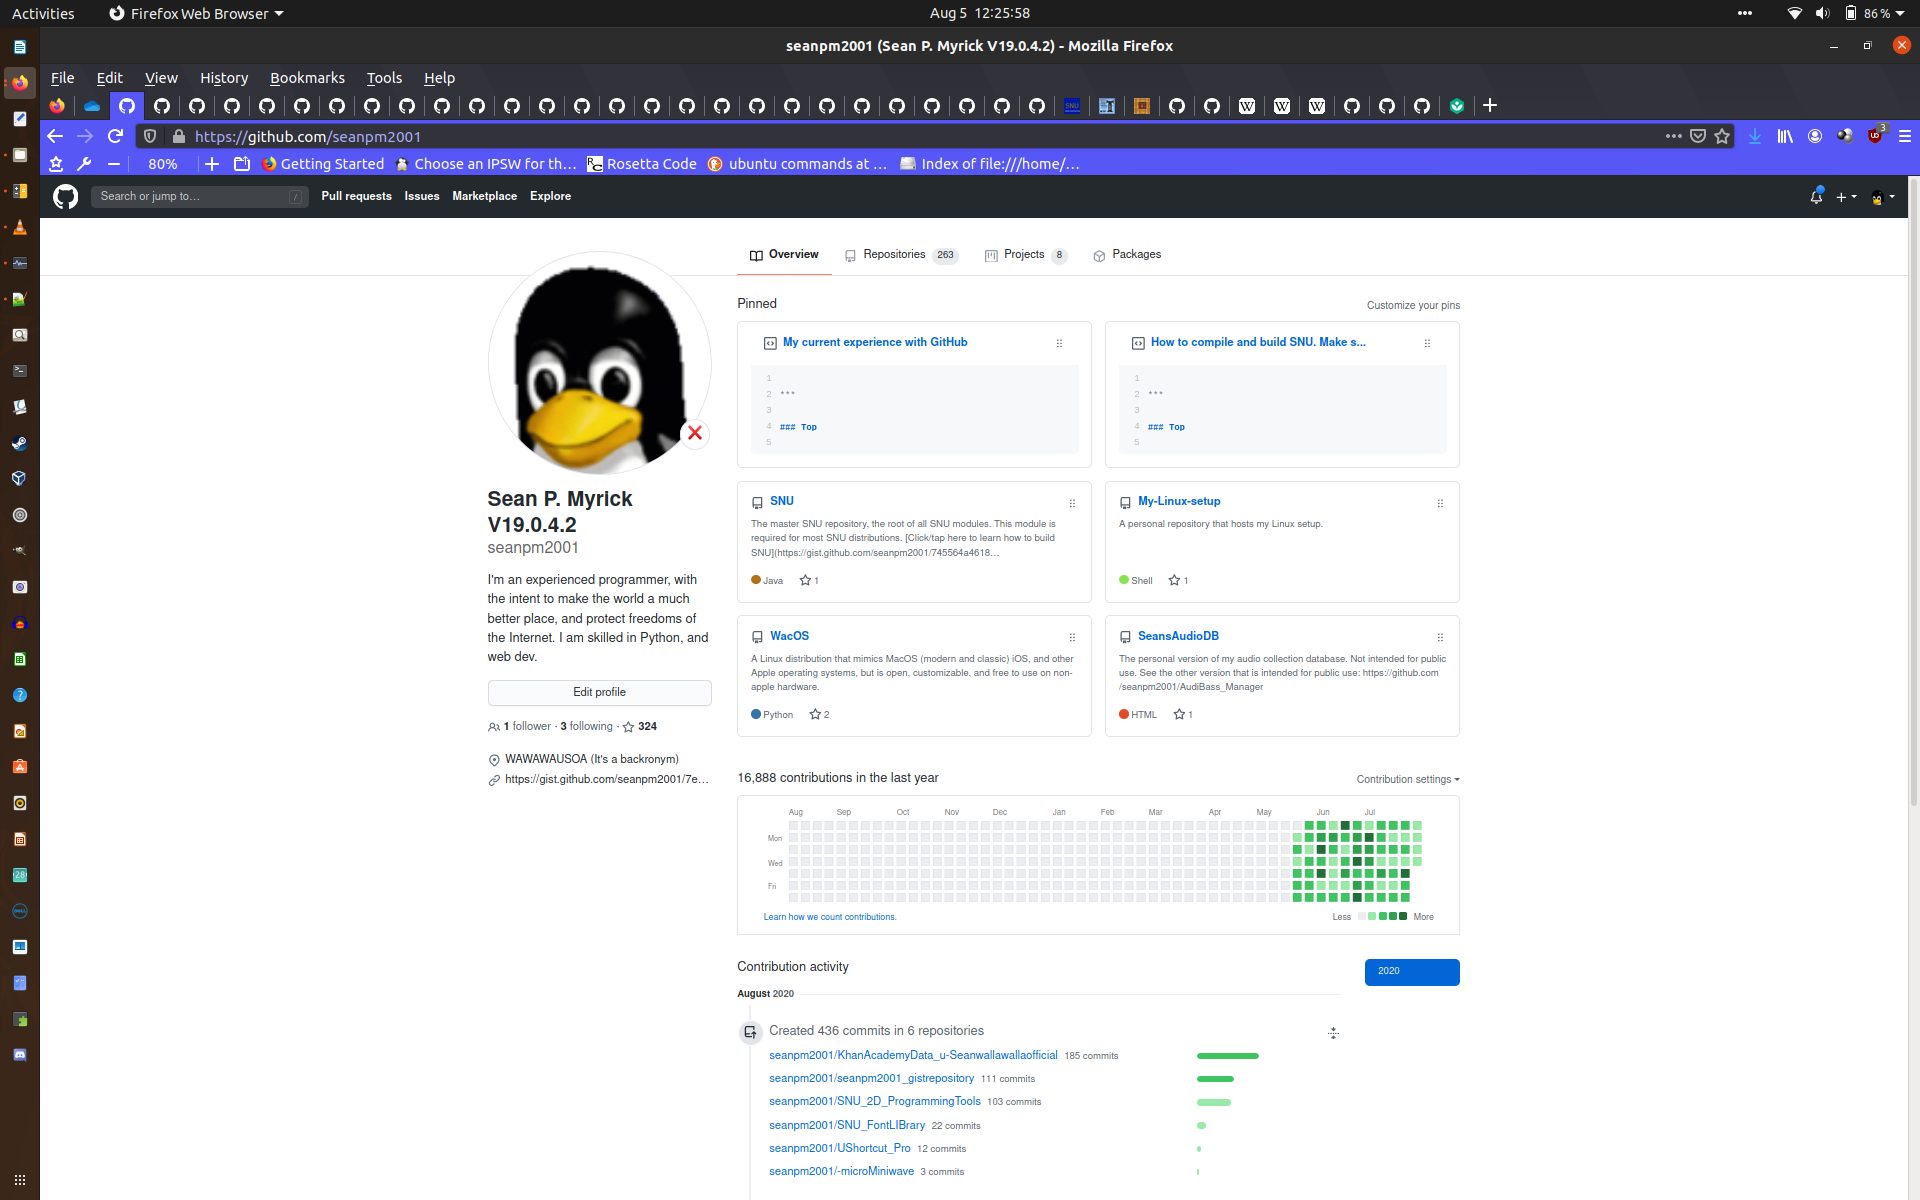 Activities
Firefox Web Browser
Aug 5 12:25:58
86 %
seanpm2001 (Sean P. Myrick V19.0.4.2) - Mozilla Firefox
File Edit View History Bookmarks Tools Help
https://github.com/seanpm2001
3
80%
Getting Started
Choose an IPSW for th...
Rosetta Code
ubuntu commands at ...
Index of file:///home/...
Search or jump to...
/
Pull requests Issues Marketplace Explore
Overview
Repositories 263
Projects 8
Packages
Pinned
Customize your pins
My current experience with GitHub
1
2 ***
3
4 ### Top
5
How to compile and build SNU. Make s...
1
2 ***
3
4 ### Top
5
Sean P. Myrick
V19.0.4.2
seanpm2001
I'm an experienced programmer, with
the intent to make the world a much
better place, and protect freedoms of
the Internet. I am skilled in Python, and
web dev.
Edit profile
1 follower · 3 following · 324
WAWAWAUSOA (It's a backronym)
https://gist.github.com/seanpm2001/7e...
SNU
The master SNU repository, the root of all SNU modules. This module is
required for most SNU distributions. [Click/tap here to learn how to build
SNU](https://gist.github.com/seanpm2001/745564a4618...
Java 1
My-Linux-setup
A personal repository that hosts my Linux setup.
Shell 1
WacOS
A Linux distribution that mimics MacOS (modern and classic) iOS, and other
Apple operating systems, but is open, customizable, and free to use on non-
apple hardware.
Python 2
SeansAudioDB
The personal version of my audio collection database. Not intended for public
use. See the other version that is intended for public use: https://github.com
/seanpm2001/AudiBass_Manager
HTML 1
16,888 contributions in the last year
Contribution settings
Aug Sep Oct Nov Dec Jan Feb Mar Apr May Jun Jul
Mon
Wed
Fri
Learn how we count contributions.
Less More
Contribution activity
2020
August 2020
Created 436 commits in 6 repositories
seanpm2001/KhanAcademyData_u-Seanwallawallaofficial 185 commits
seanpm2001/seanpm2001_gistrepository 111 commits
seanpm2001/SNU_2D_ProgrammingTools 103 commits
seanpm2001/SNU_FontLIBrary 22 commits
seanpm2001/UShortcut_Pro 12 commits
seanpm2001/-microMiniwave 3 commits